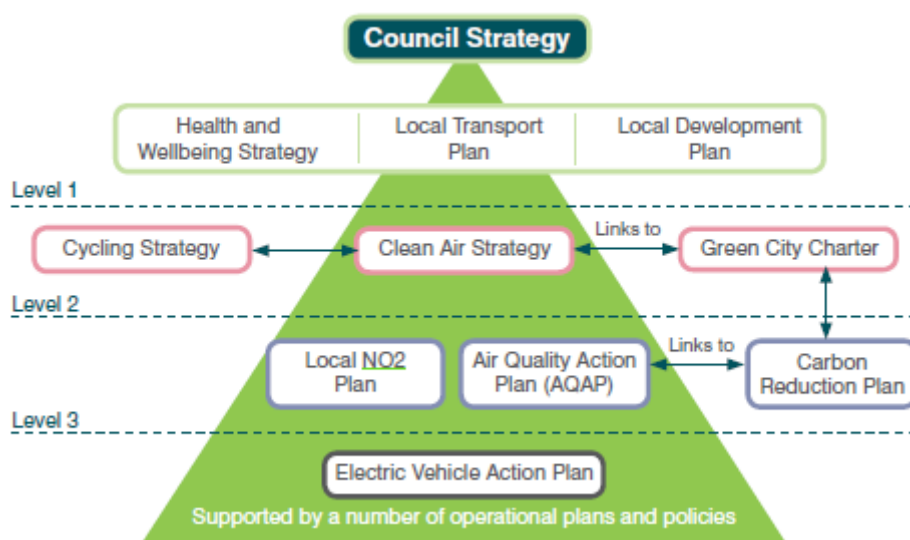 Council Strategy
Health and
Wellbeing Strategy
Local Transport
Plan
Local Development
Plan
Level 1
Cycling Strategy
Clean Air Strategy
Links to
Green City Charter
Level 2
Local NO2
Plan
Air Quality Action
Plan (AQAP)
Links to
Carbon
Reduction Plan
Level 3
Electric Vehicle Action Plan
Supported by a number of operational plans and policies